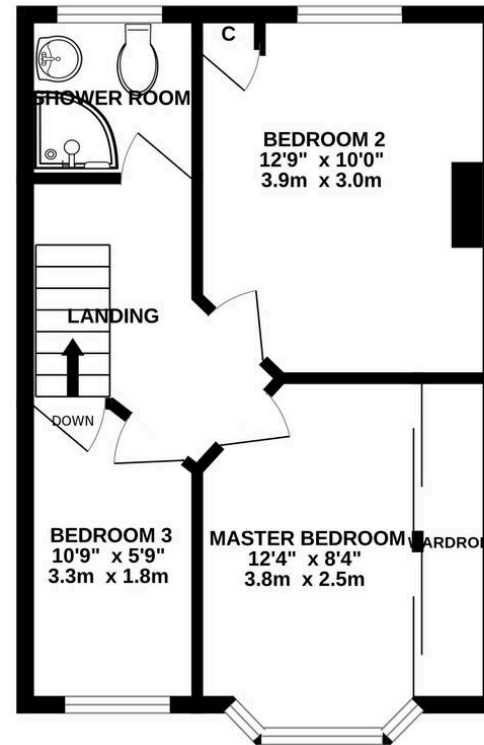 C
SHOWER ROOM
BEDROOM 2
12'9" x 10'0"
3.9m x 3.0m
LANDING
DOWN
BEDROOM 3
10'9" x 5'9"
3.3m x 1.8m
MASTER BEDROOM
12'4" x 8'4"
3.8m x 2.5m